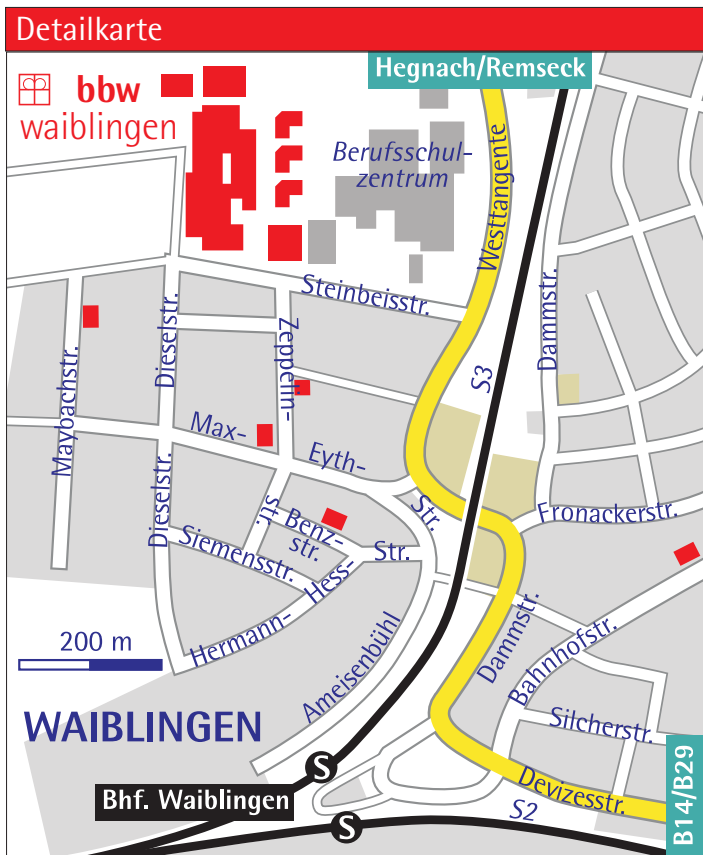 Detailkarte
Hegnach/Remseck
bbw
waiblingen
Berufsschul-
zentrum
Westtangente
Steinbeisstr.
Dieselstr.
Zeppelin-
Maybachstr.
S3
Dammstr.
Max-
Eyth-
Str.
Dieselstr.
str.
Benz-
str.
Siemensstr.
Str.
Hess-
Hermann-
Fronackerstr.
200 m
Ameisenbühl
Dammstr.
Bahnhofstr.
WAIBLINGEN
Silcherstr.
S
Bhf. Waiblingen
Devizesstr.
S2
S
B14/B29